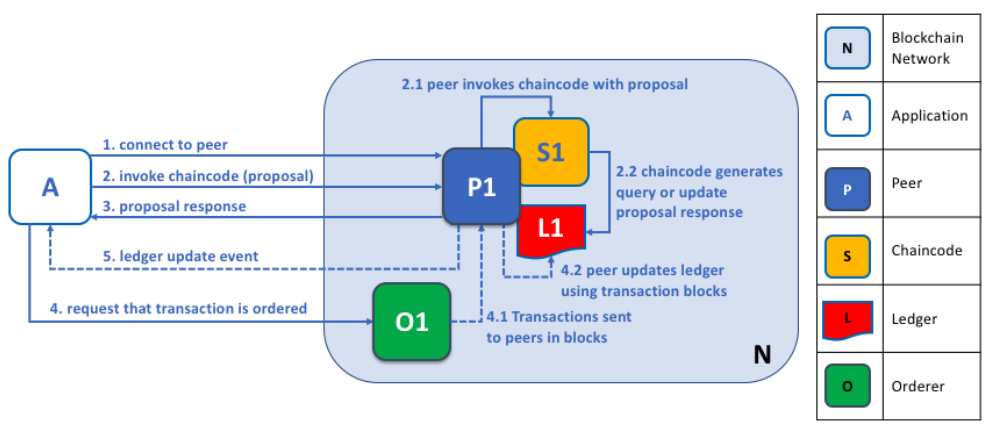 2.1 peer invokes chaincode with proposal
1. connect to peer
A
2. invoke chaincode (proposal)
3. proposal response
P1
S1
2.2 chaincode generates
query or update
proposal response
L1
5. ledger update event
4.2 peer updates ledger
using transaction blocks
4. request that transaction is ordered
O1
4.1 Transactions sent
to peers in blocks
N
N
Blockchain
Network
A
Application
P
Peer
S
Chaincode
L
Ledger
O
Orderer